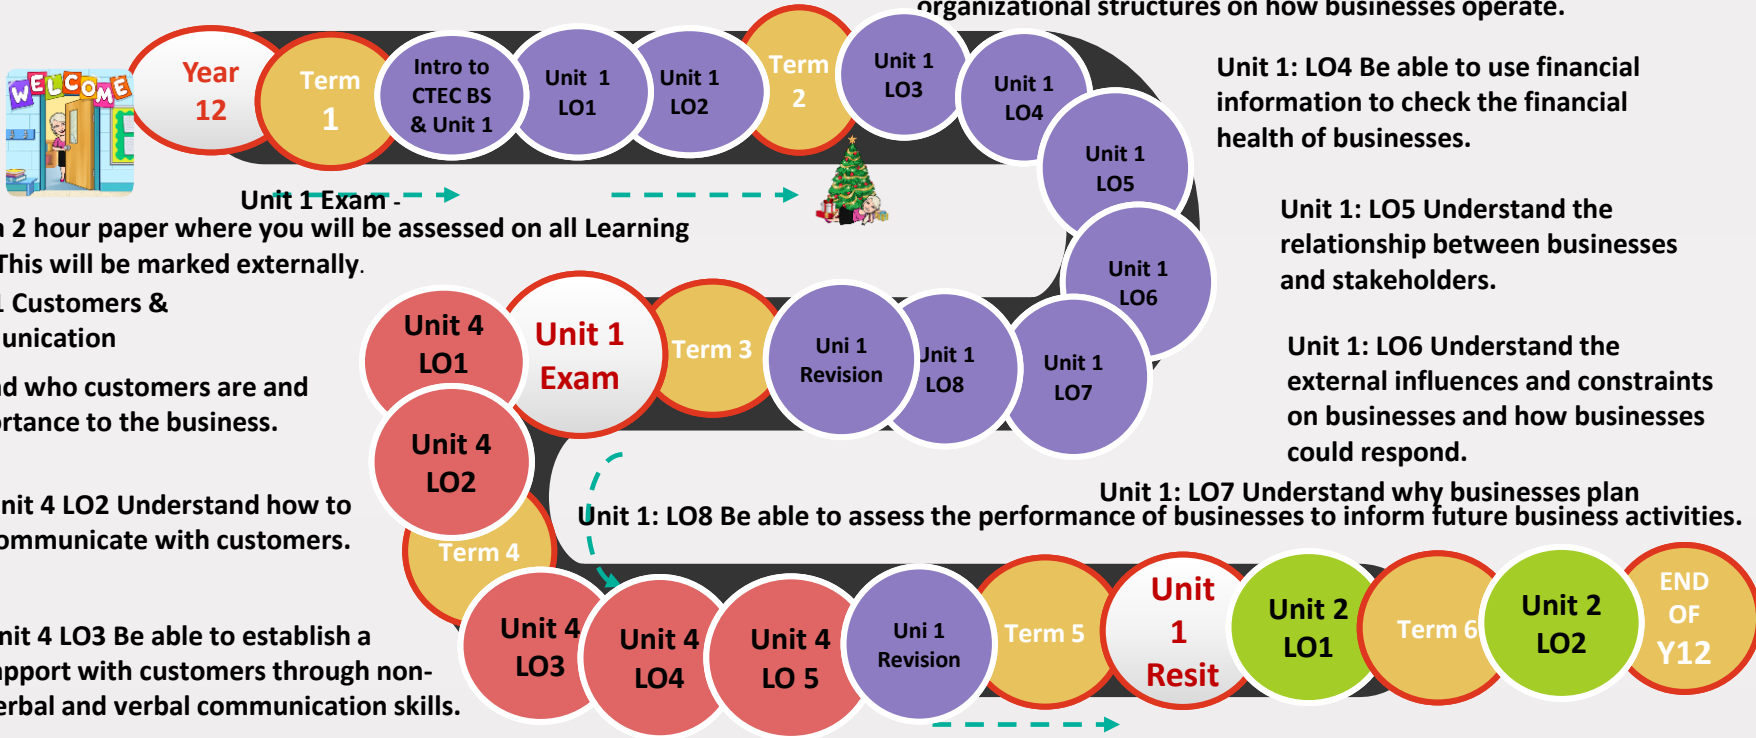 organizational structures on how businesses operate.
WELCOME
Year
12
Term
1
Intro to
CTEC BS
& Unit 1
Unit 1
LO1
Unit 1
LO2
Term
2
Unit 1
LO3
Unit 1
LO4
Unit 1
LO5
Unit 1
LO6
Unit 1: LO4 Be able to use financial
information to check the financial
health of businesses.
Unit 1: LO5 Understand the
relationship between businesses
and stakeholders.
Unit 1: LO6 Understand the
external influences and constraints
on businesses and how businesses
could respond.
Unit 1 Exam -
a 2 hour paper where you will be assessed on all Learning
This will be marked externally.
1 Customers &
unication
nd who customers are and
ortance to the business.
Unit 4
LO1
Unit 1
Exam
Term 3
Uni 1
Revision
Unit 1
LO8
Unit 1
LO7
Unit 4
LO2
Unit 1: LO7 Understand why businesses plan
Unit 1: LO8 Be able to assess the performance of businesses to inform future business activities.
nit 4 LO2 Understand how to
ommunicate with customers.
Term 4
nit 4 LO3 Be able to establish a
apport with customers through non-
erbal and verbal communication skills.
Unit 4
LO3
Unit 4
LO4
Unit 4
LO 5
Uni 1
Revision
Term 5
Unit
1
Resit
Unit 2
LO1
Term 6
Unit 2
LO2
END
OF
Y12